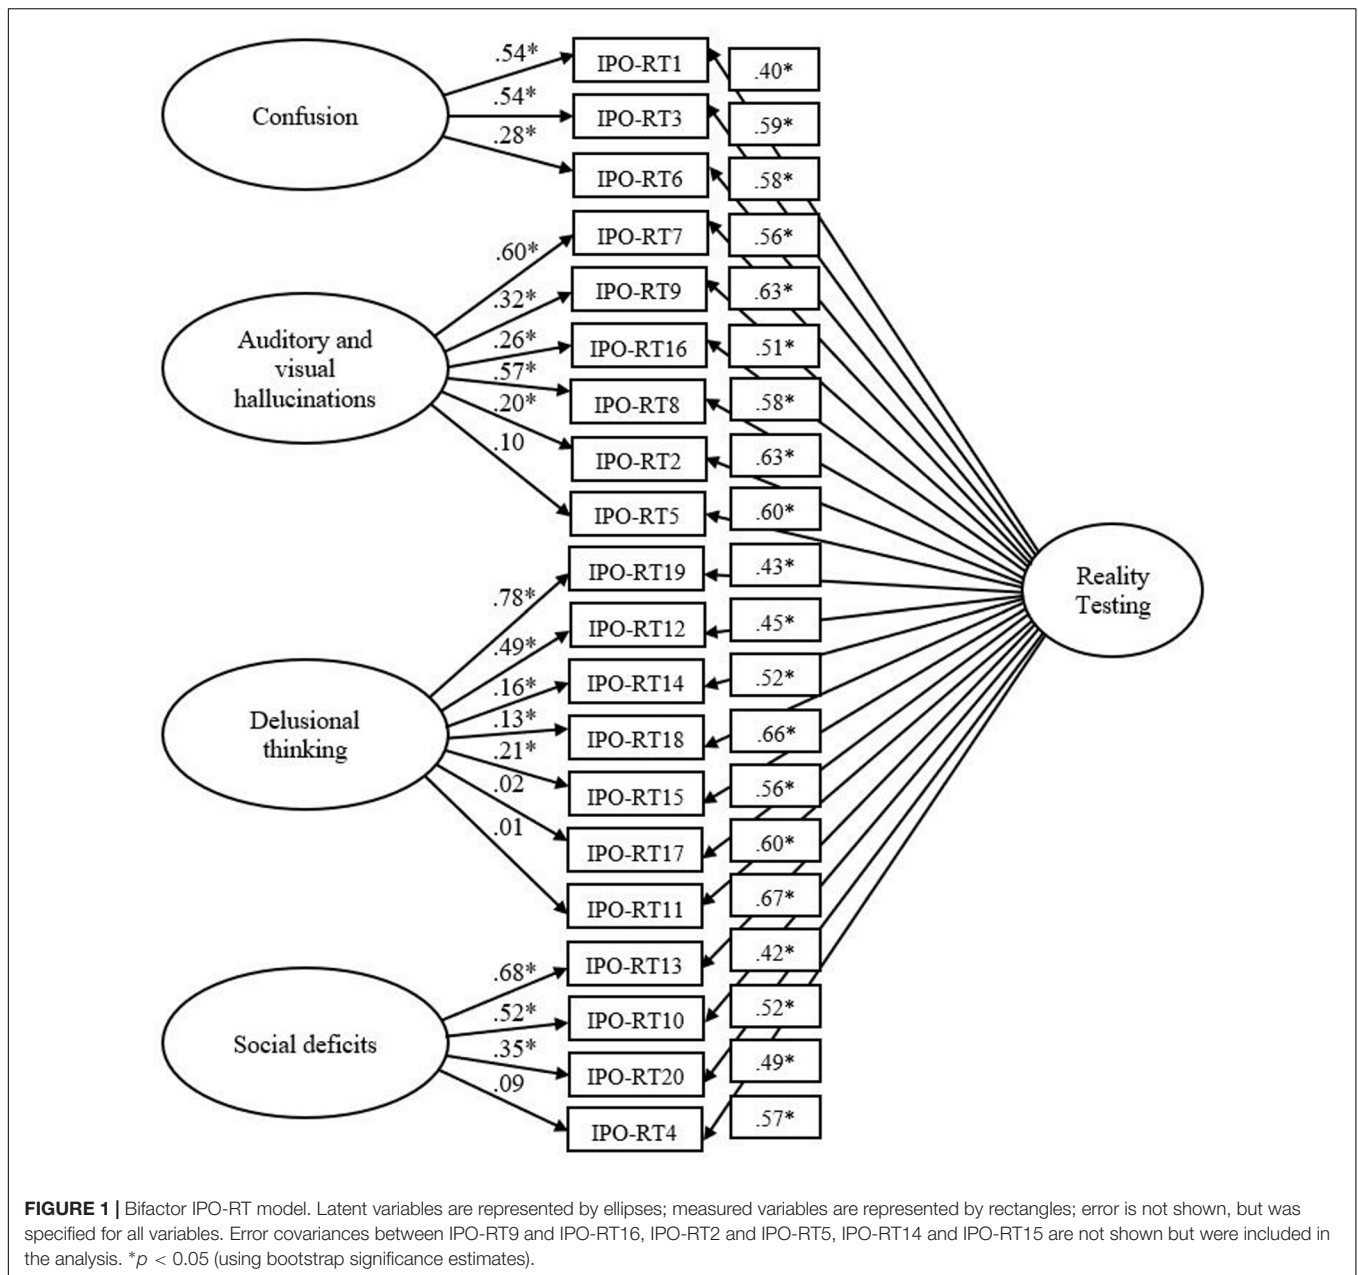 Confusion
.54*
.54*
.28*
IPO-RT1
IPO-RT3
IPO-RT6
.40*
.59*
.58*
Auditory and
visual
hallucinations
.60*
.32*
.26*
.57*
.20*
.10
IPO-RT7
IPO-RT9
IPO-RT16
IPO-RT8
IPO-RT2
IPO-RT5
.56*
.63*
.51*
.58*
.63*
.60*
Delusional
thinking
.78*
.49*
.16*
.13*
.21*
.02
.01
IPO-RT19
IPO-RT12
IPO-RT14
IPO-RT18
IPO-RT15
IPO-RT17
IPO-RT11
.43*
.45*
.52*
.66*
.56*
.60*
.67*
Social deficits
.68*
.52*
.35*
.09
IPO-RT13
IPO-RT10
IPO-RT20
IPO-RT4
.42*
.52*
.49*
.57*
Reality
Testing
FIGURE 1 | Bifactor IPO-RT model. Latent variables are represented by ellipses; measured variables are represented by rectangles; error is not shown, but was
specified for all variables. Error covariances between IPO-RT9 and IPO-RT16, IPO-RT2 and IPO-RT5, IPO-RT14 and IPO-RT15 are not shown but were included in
the analysis. *p < 0.05 (using bootstrap significance estimates).